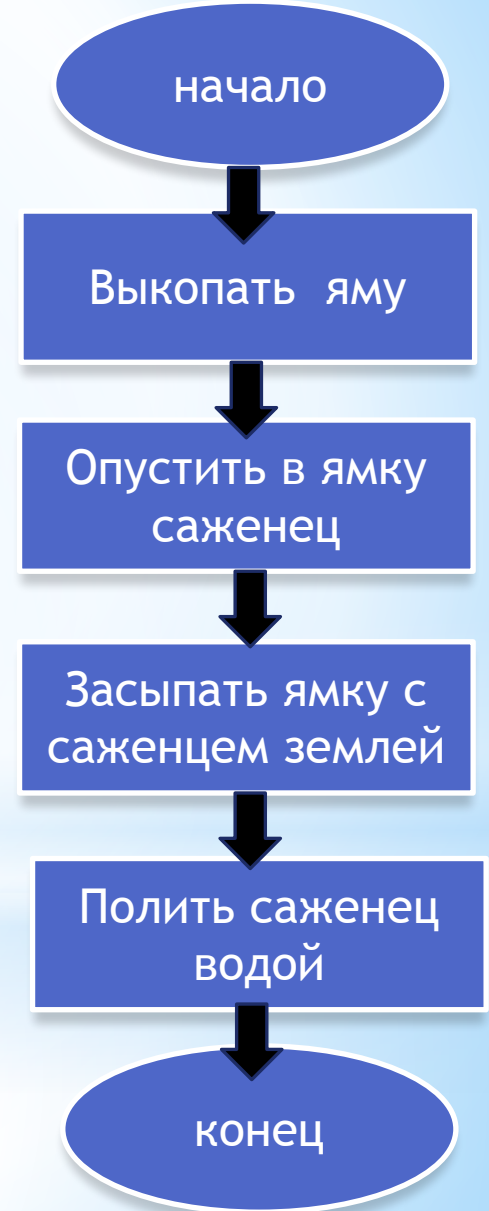 начало
Выкопать яму
Опустить в ямку
саженец
Засыпать ямку с
саженцем землей
Полить саженец
водой
конец